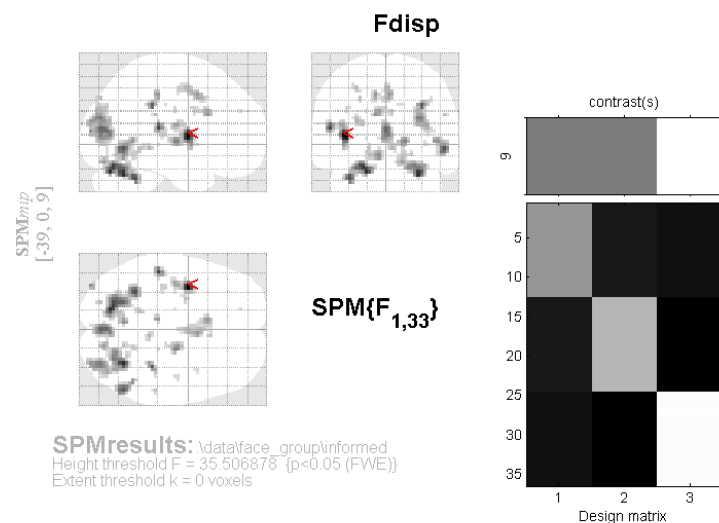 Fdisp
contrast(s)
9
SPMmip
[-39, 0, 9]
<
<
<
SPM{F1,33}
5
10
15
20
25
30
35
1 2 3
Design matrix
SPMresults: .\data\face_group\informed
Height threshold F = 35.506878 {p<0.05 (FWE)}
Extent threshold k = 0 voxels